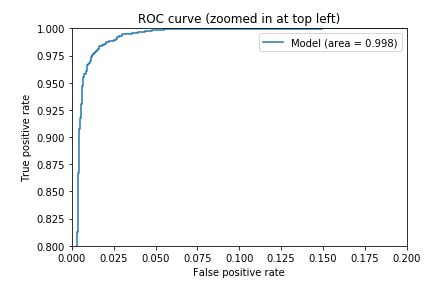 ROC curve (zoomed in at top left)
1.000
0.975
0.950
0.925
0.900
0.875
0.850
0.825
0.800
True positive rate
Model (area = 0.998)
0.000 0.025 0.050 0.075 0.100 0.125 0.150 0.175 0.200
False positive rate